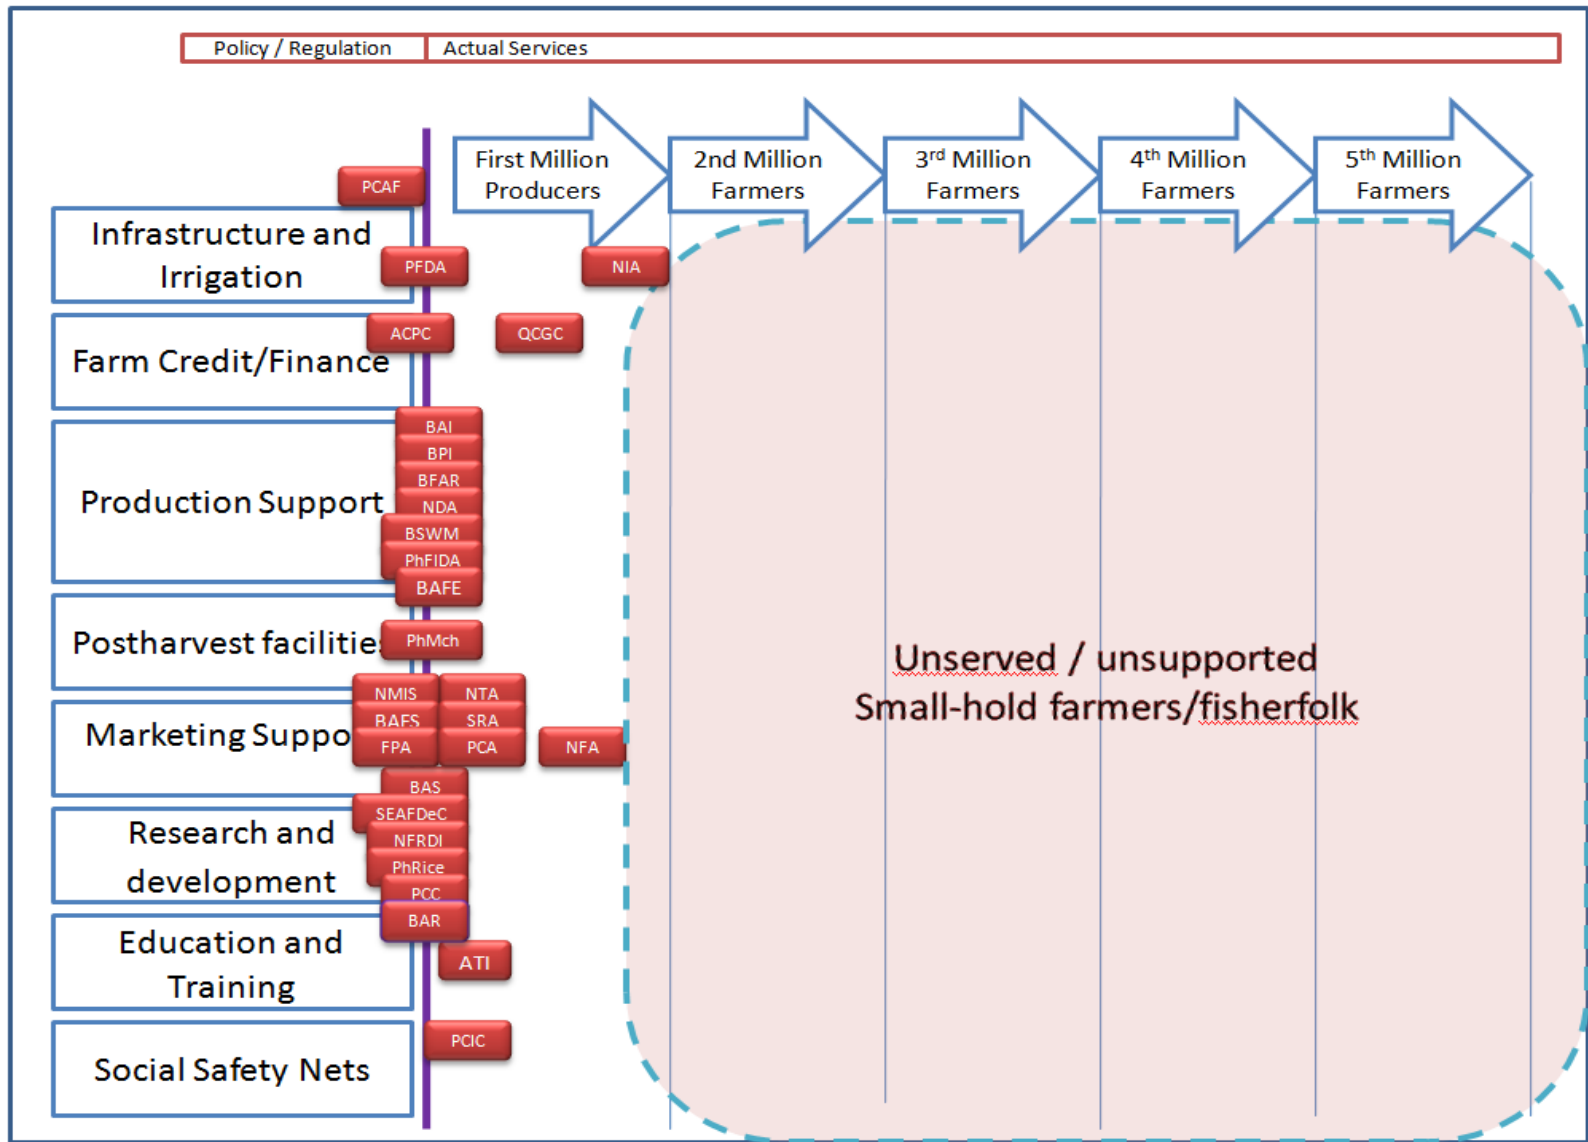 Policy / Regulation
Actual Services
First Million
Producers
2nd Million
Farmers
3rd Million
Farmers
4th Million
Farmers
5th Million
Farmers
PCAF
Infrastructure and
Irrigation
PFDA
NIA
Farm Credit/Finance
ACPC
QCGC
Production Support
BAI
BPI
BFAR
NDA
BSWM
PhFIDA
BAFE
Postharvest facilities
PhMch
Marketing Suppo
NMIS
NTA
BAFS
SRA
FPA
PCA
NFA
BAS
SEAFDeC
Research and
development
NFRDI
PhRice
PCC
BAR
Education and
Training
ATI
Social Safety Nets
PCIC
Unserved / unsupported
Small-hold farmers/fisherfolk